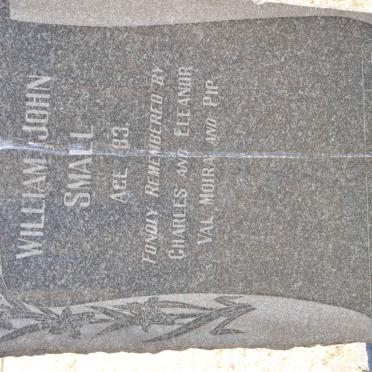 WILLIAM JOHN
SMALL
AGE 83
FONDLY REMEMBERED BY
CHARLES AND ELEANOR
VAL, MOIRA AND PIP